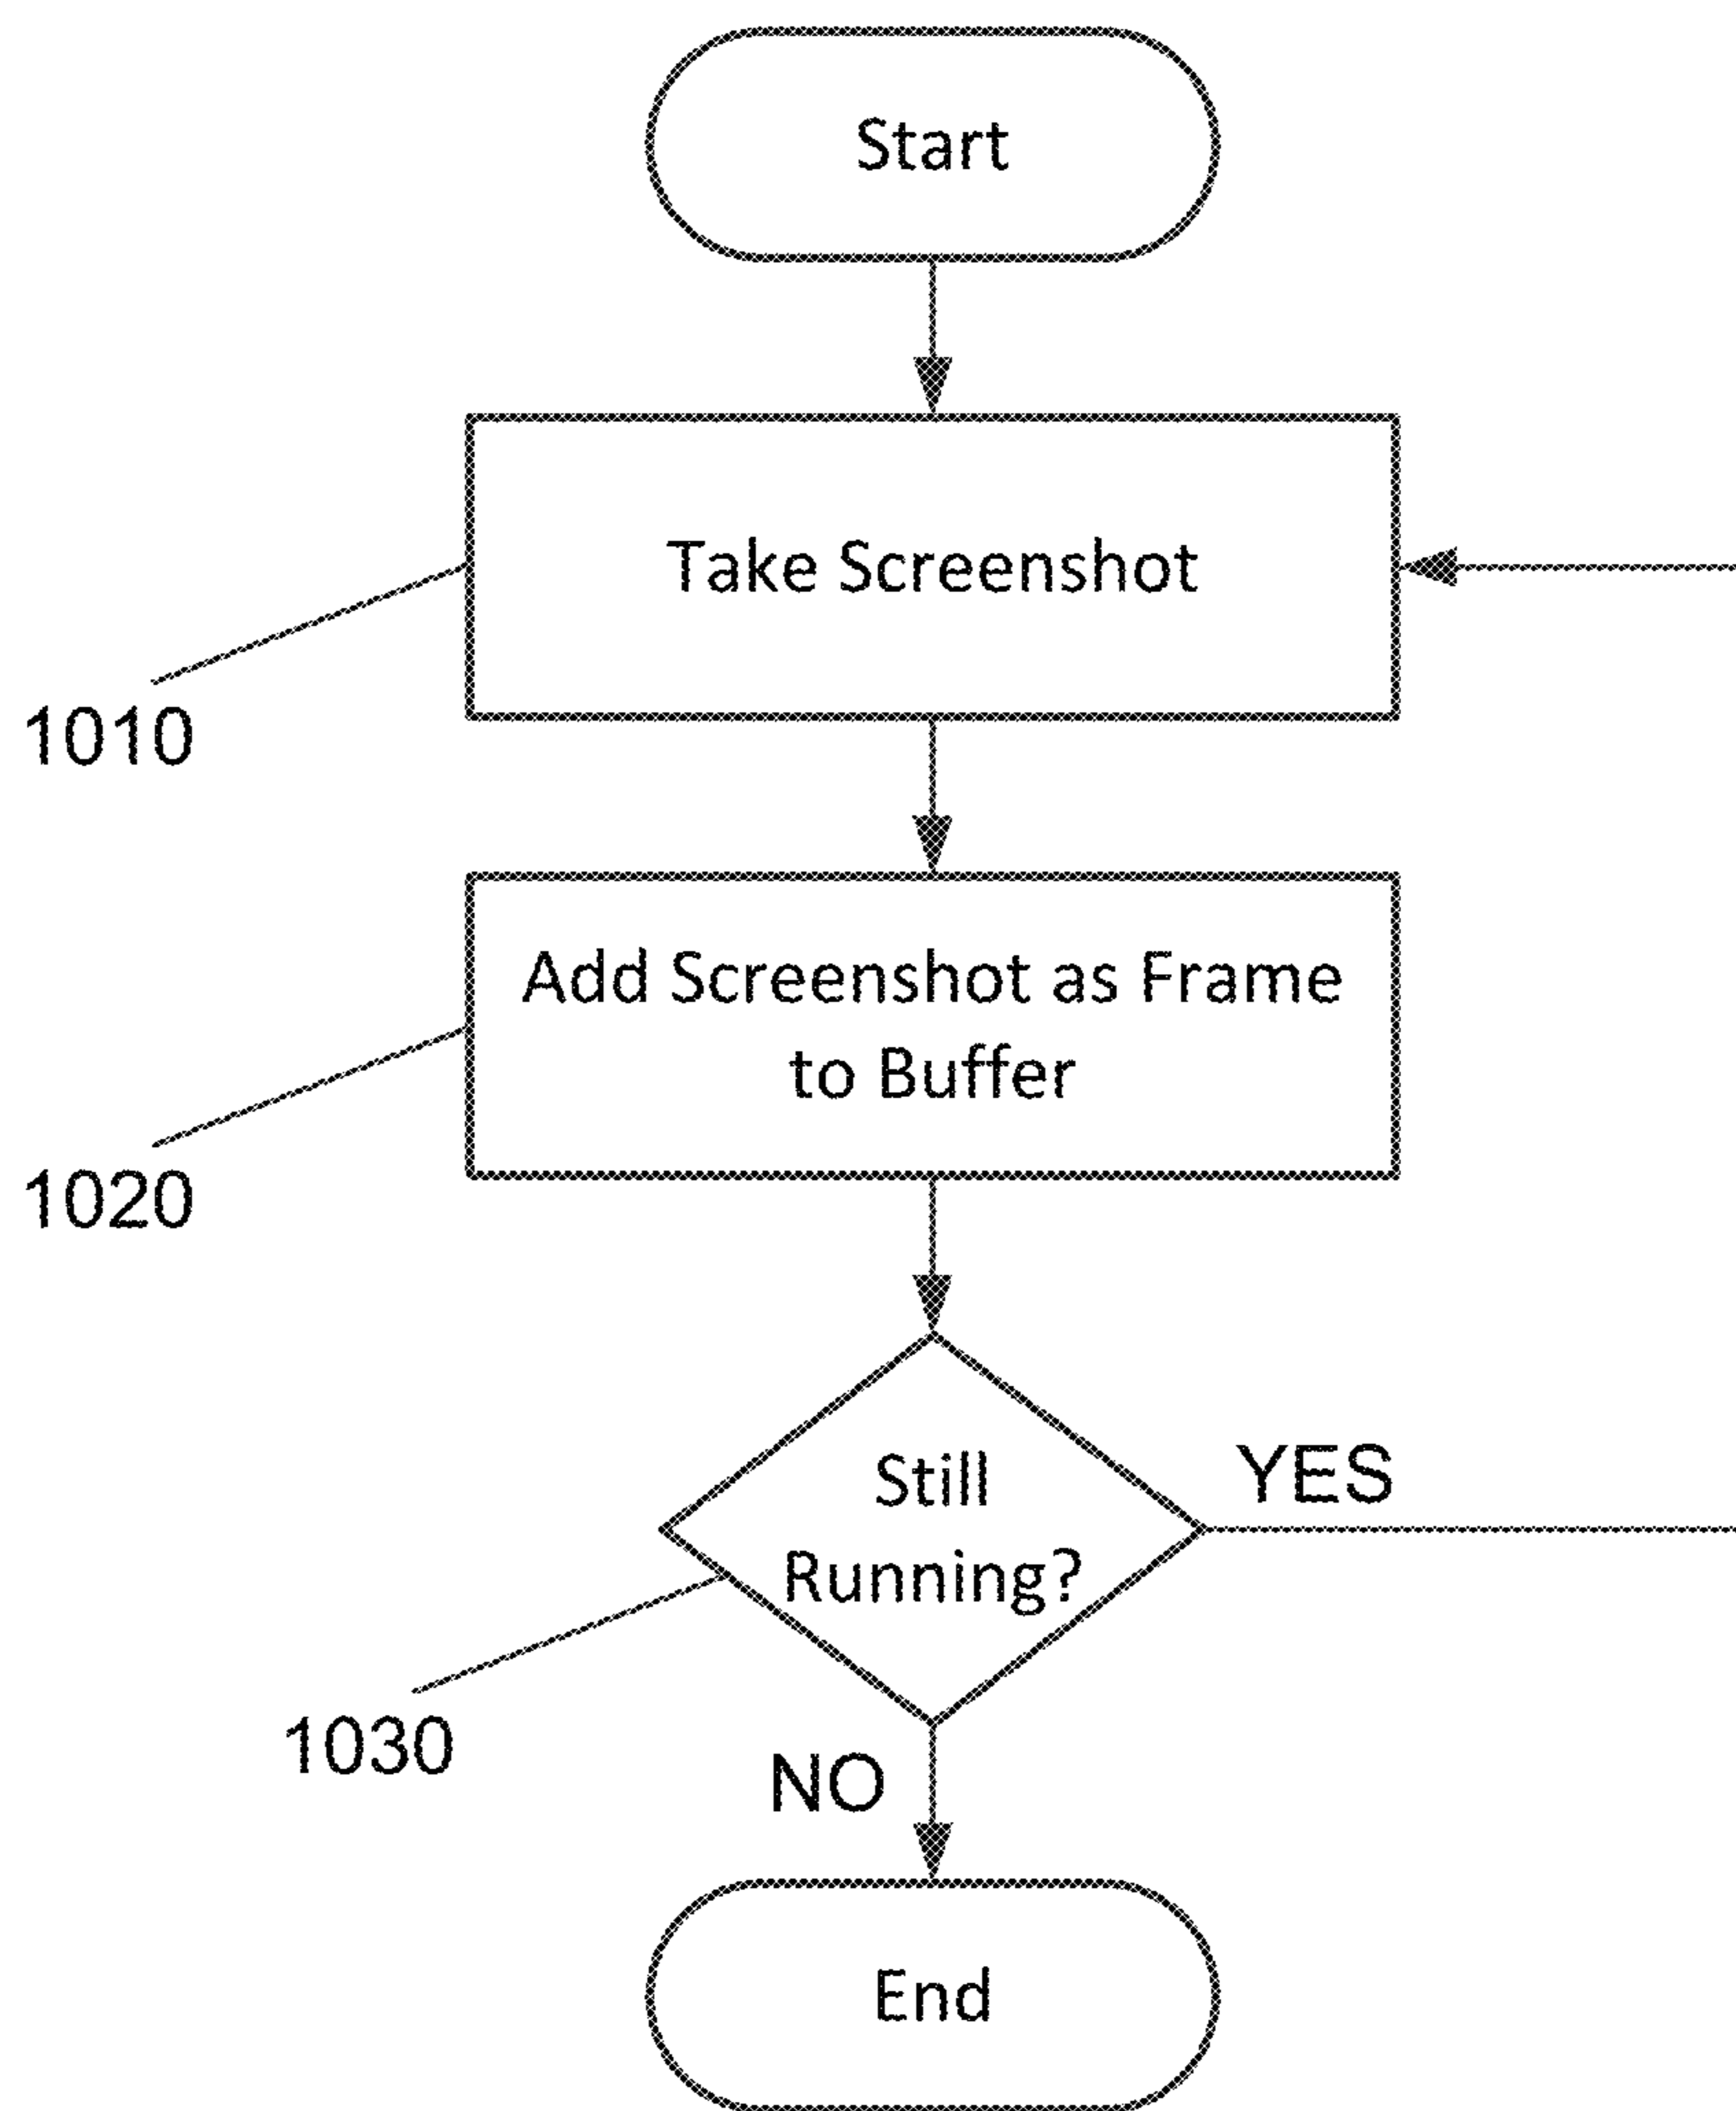 Start
Take Screenshot
1010
Add Screenshot as Frame
to Buffer
1020
Still
Running?
YES
1030
NO
End